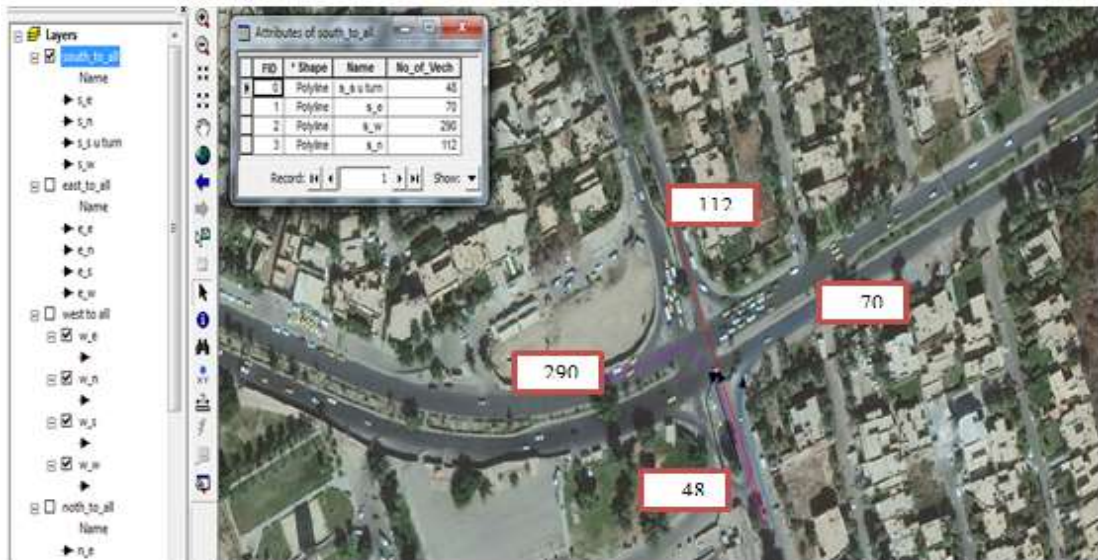 Layers
south_to_all
Name
s_e
s_n
s_s u turn
s_w
east_to_all
Name
e_e
e_n
e_s
e_w
west to all
w_e
w_n
w_s
w_w
noth_to_all
Name
n_e
Attributes of south_to_all
FID * Shape Name No_of_Vech
0 Polyline s_s u turn 48
1 Polyline s_e 70
2 Polyline s_w 290
3 Polyline s_n 112
Record: 1 Show:
XY
112
70
290
48